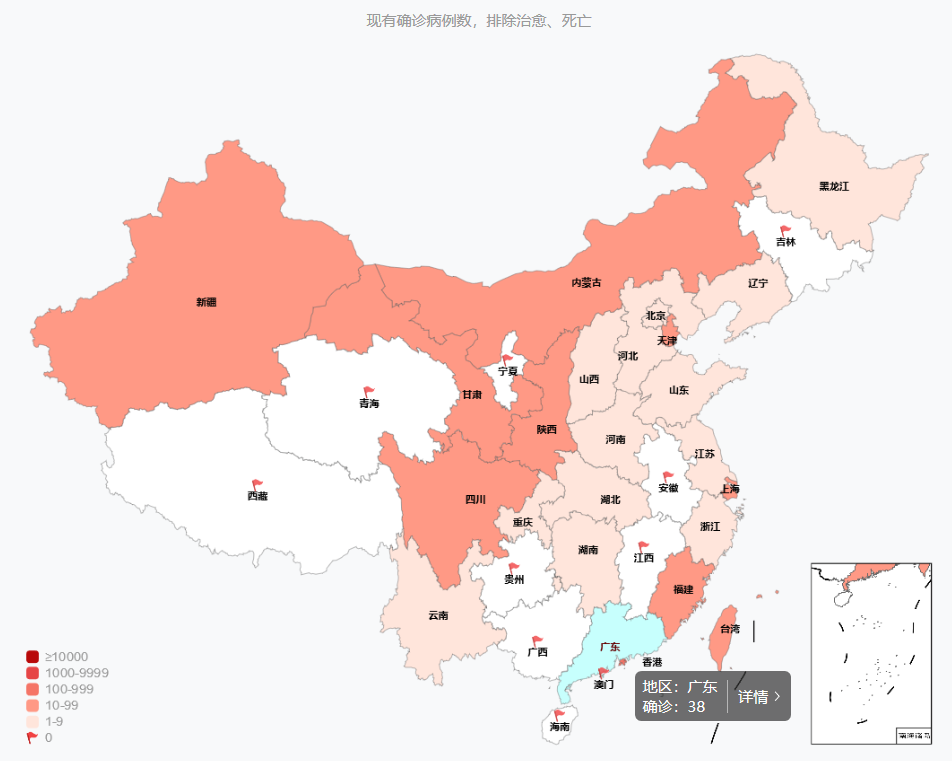 现有确诊病例数，排除治愈、死亡
黑龙江
吉林
辽宁
内蒙古
新疆
北京
天津
河北
宁夏
山西
山东
青海
甘肃
陕西
河南
江苏
西藏
四川
安徽
上海
湖北
重庆
浙江
湖南
江西
贵州
福建
云南
台湾
广东
广西
香港
澳门
海南
地区：广东
确诊：38
详情
≥10000
1000-9999
100-999
10-99
1-9
0
南海诸岛